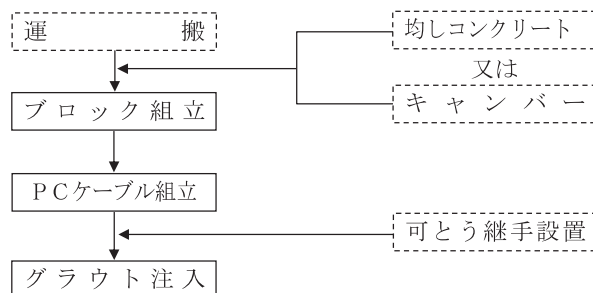 運搬
均しコンクリート
又は
キャンバー
ブロック組立
PCケーブル組立
可とう継手設置
グラウト注入